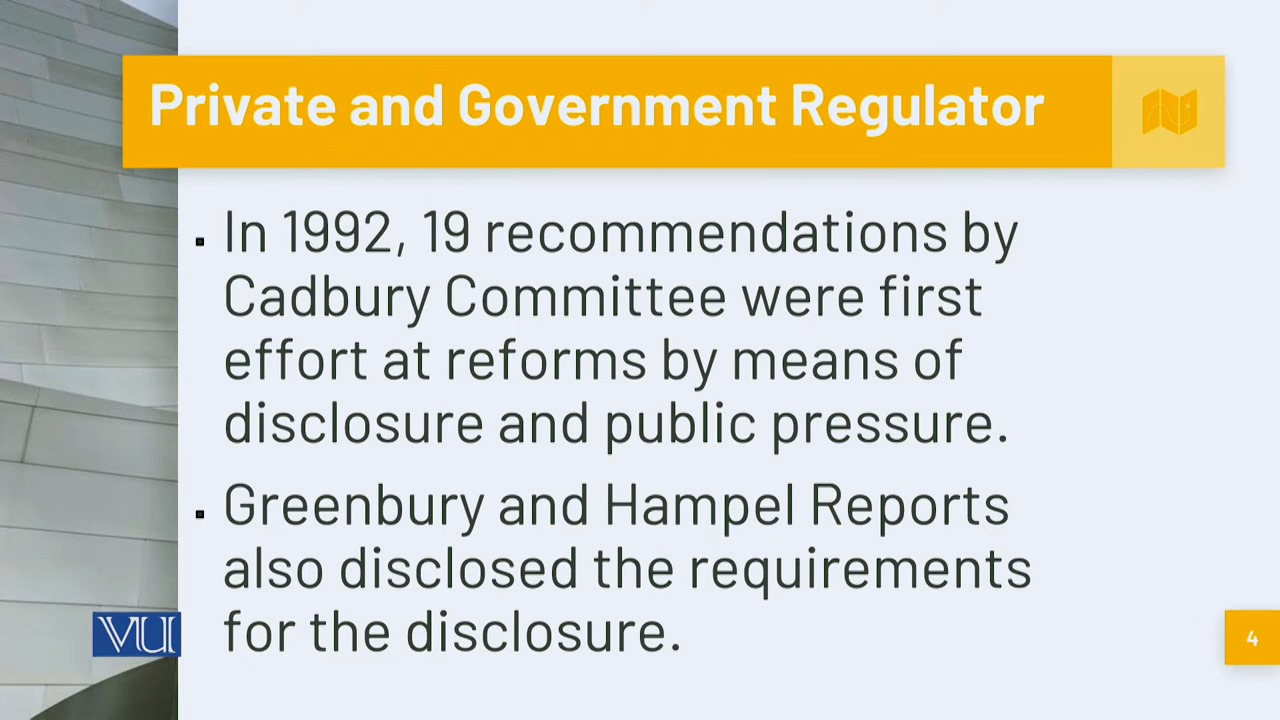 Private and Government Regulator
▪ In 1992, 19 recommendations by
Cadbury Committee were first
effort at reforms by means of
disclosure and public pressure.
▪ Greenbury and Hampel Reports
also disclosed the requirements
for the disclosure.
VU
4